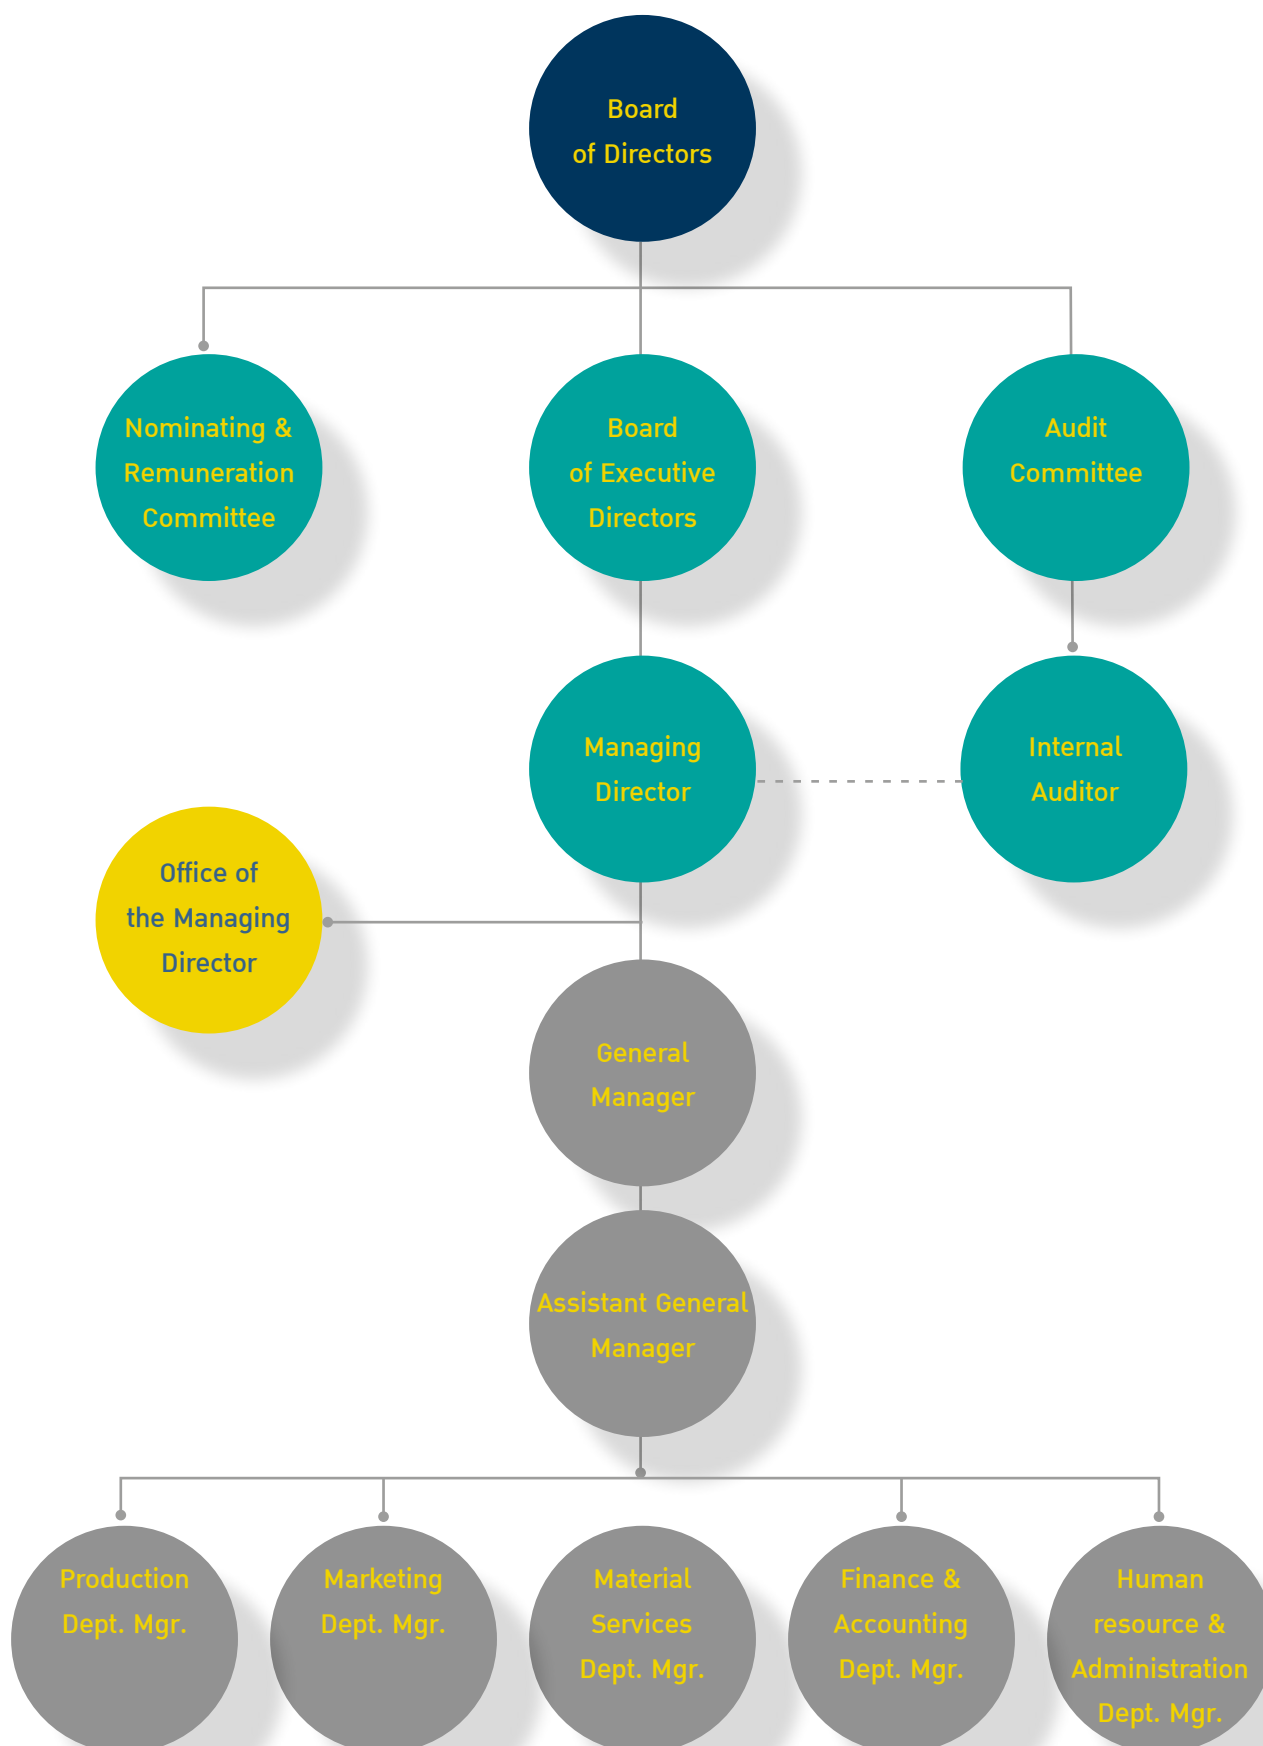 Board
of Directors
Nominating &
Remuneration
Committee
Board
of Executive
Directors
Audit
Committee
Managing
Director
Internal
Auditor
Office of
the Managing
Director
General
Manager
Assistant General
Manager
Production
Dept. Mgr.
Marketing
Dept. Mgr.
Material
Services
Dept. Mgr.
Finance &
Accounting
Dept. Mgr.
Human
resource &
Administration
Dept. Mgr.